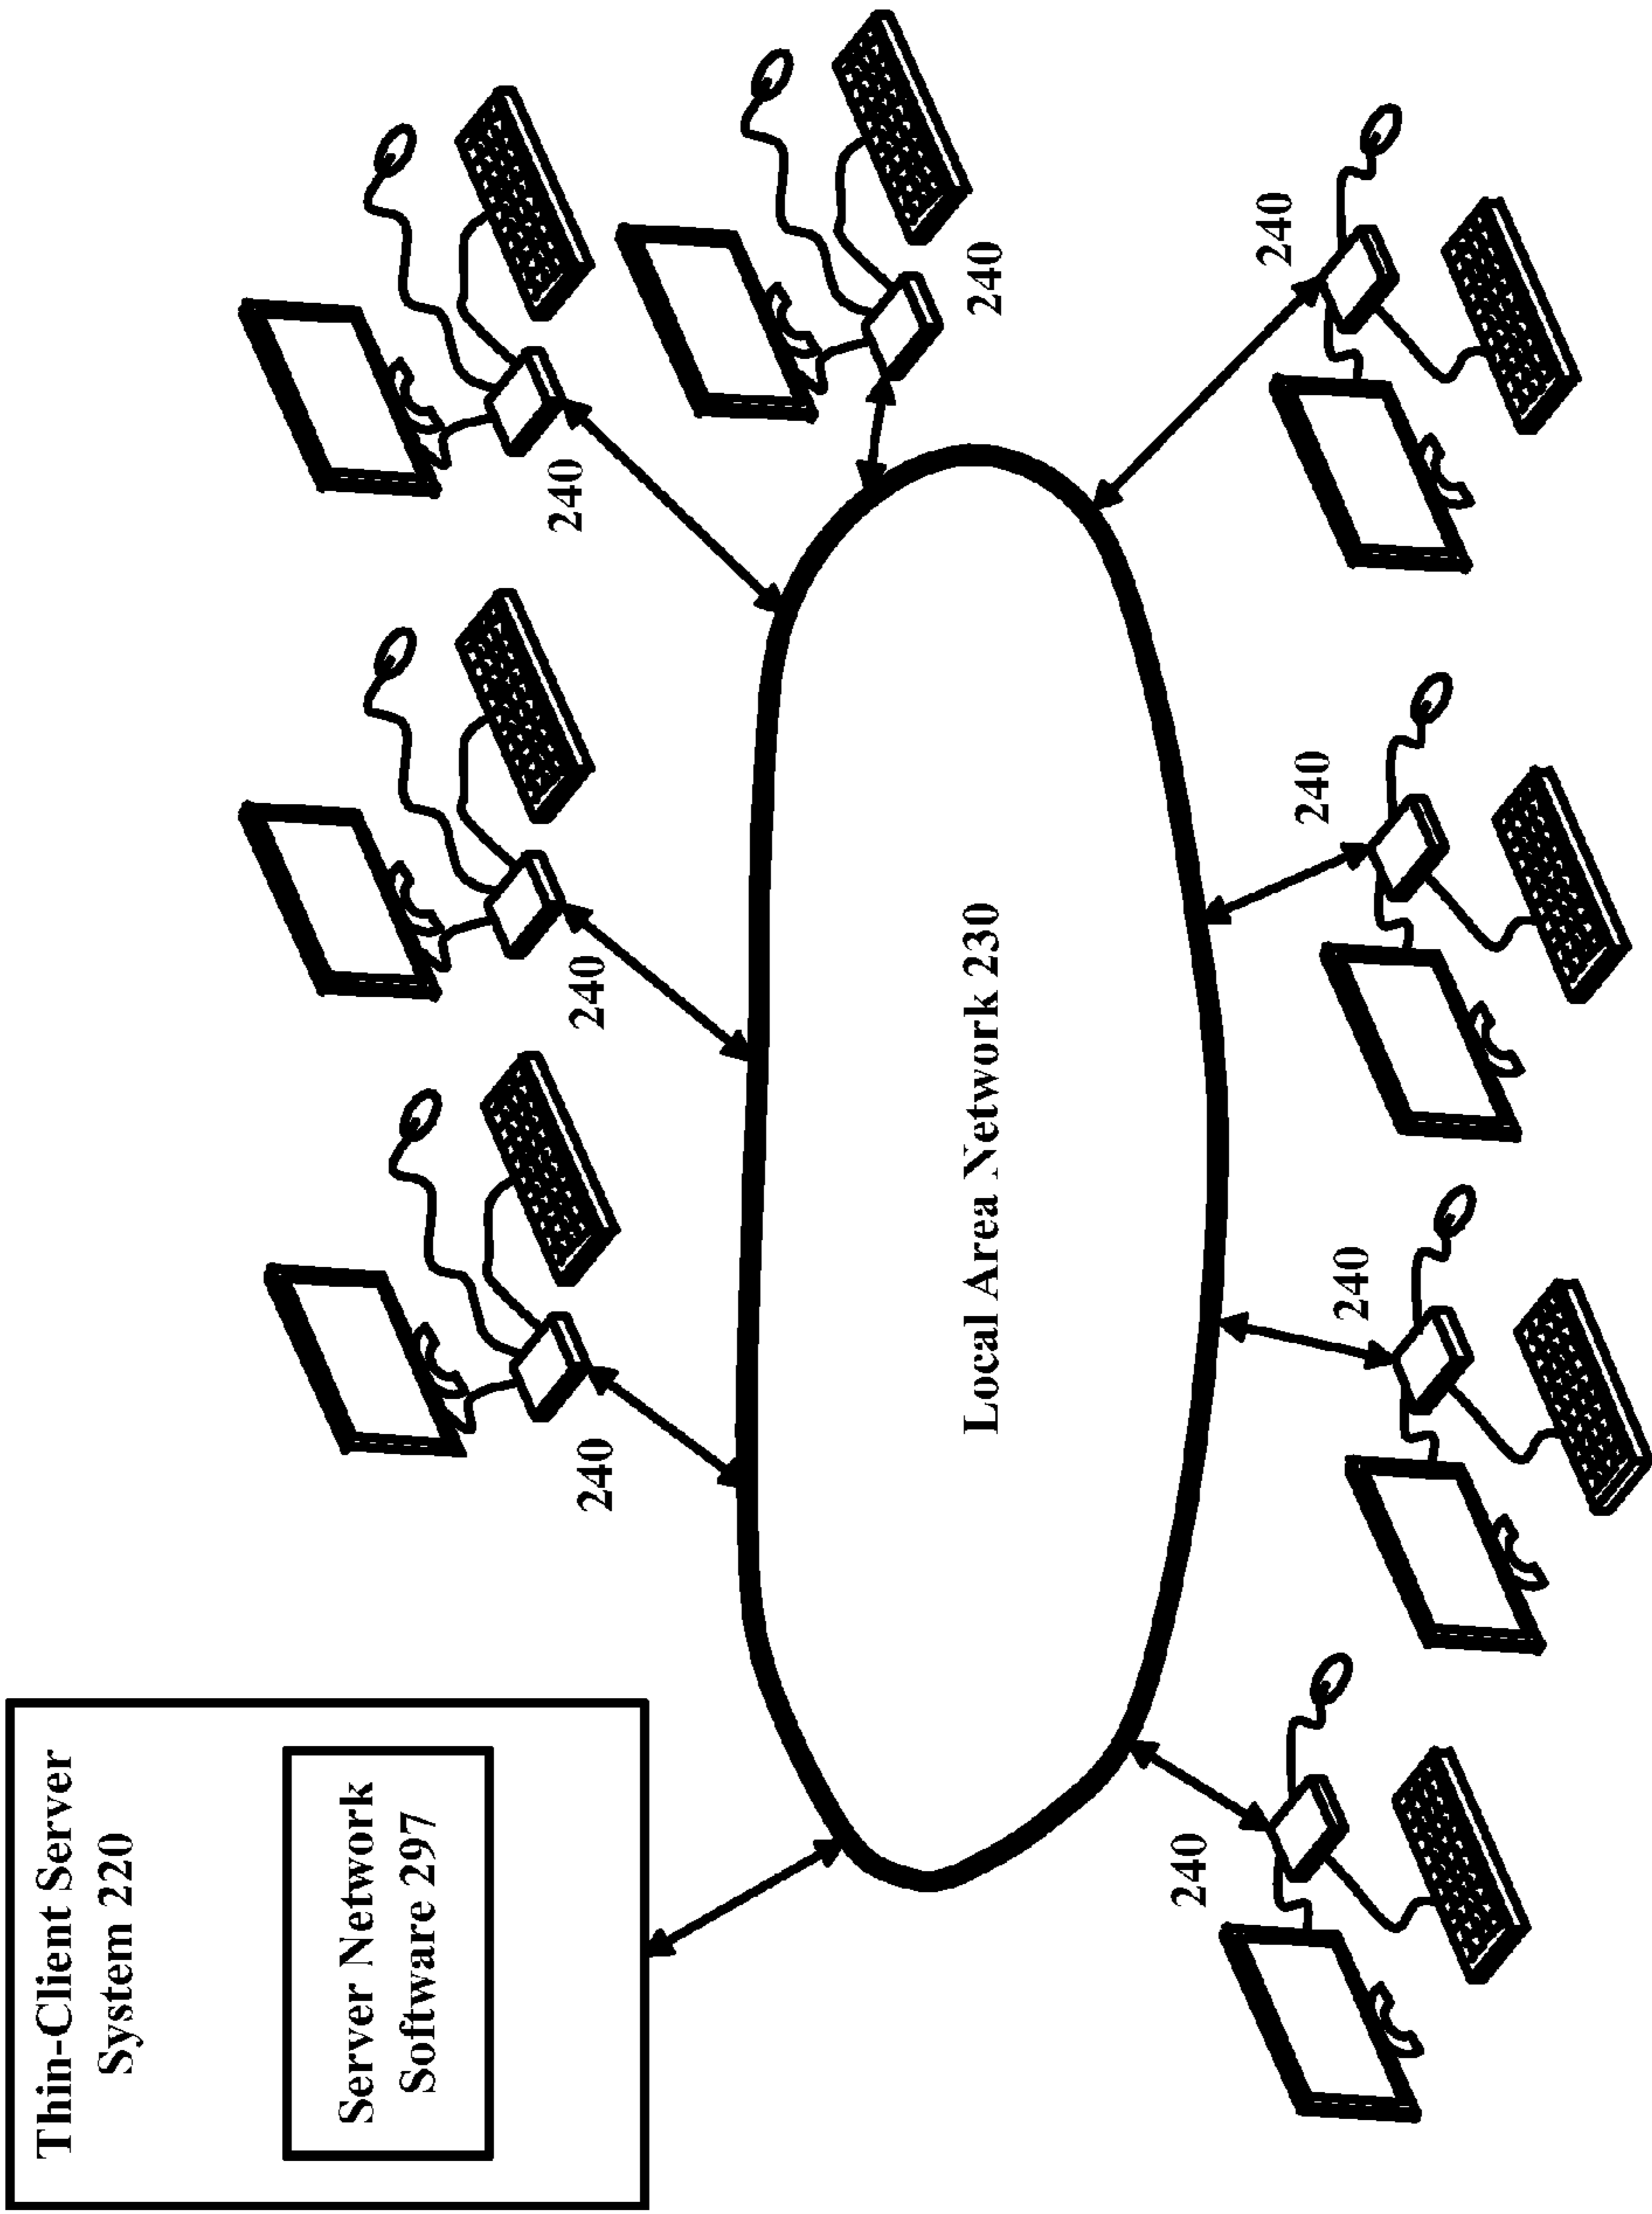 Thin-Client Server
System 220
Server Network
Software 297
240
240
240
240
Local Area Network 230
240
240
240
240